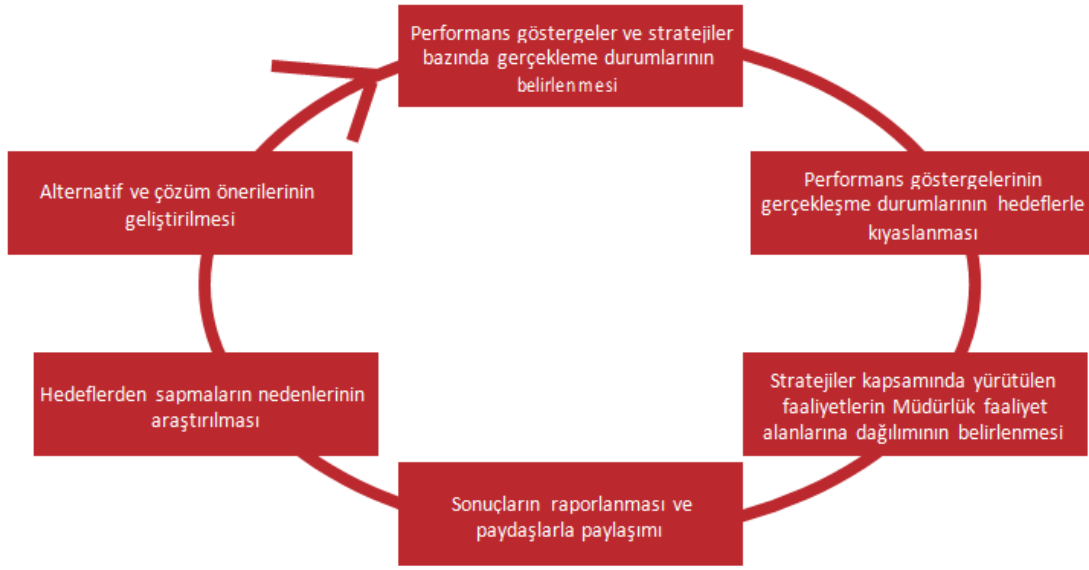 Performans göstergeler ve stratejiler
bazında gerçekleme durumlarının
belirlenmesi
Performans göstergelerinin
gerçekleşme durumlarının hedeflerle
kıyaslanması
Stratejiler kapsamında yürütülen
faaliyetlerin Müdürlük faaliyet
alanlarına dağılımının belirlenmesi
Sonuçların raporlanması ve
paydaşlarla paylaşımı
Hedeflerden sapmaların nedenlerinin
araştırılması
Alternatif ve çözüm önerilerinin
geliştirilmesi